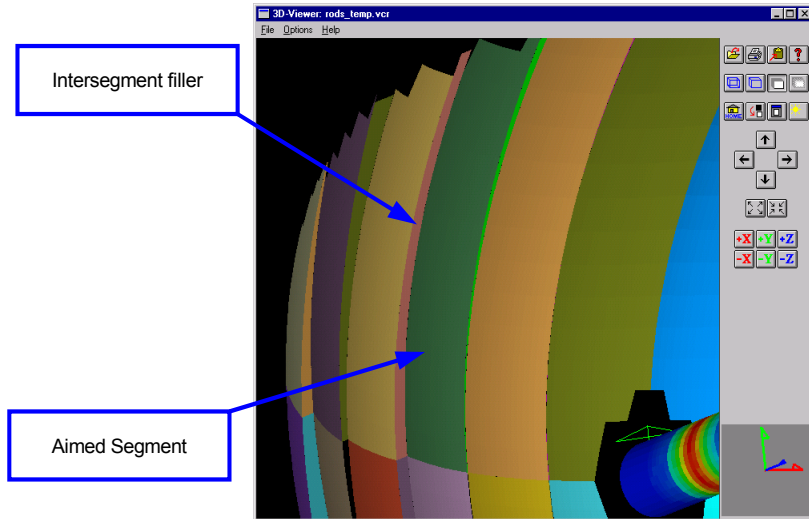 3D-Viewer: rods_temp.vcr
File Options Help
Intersegment filler
HOME
+X +Y +Z
-X -Y -Z
Aimed Segment